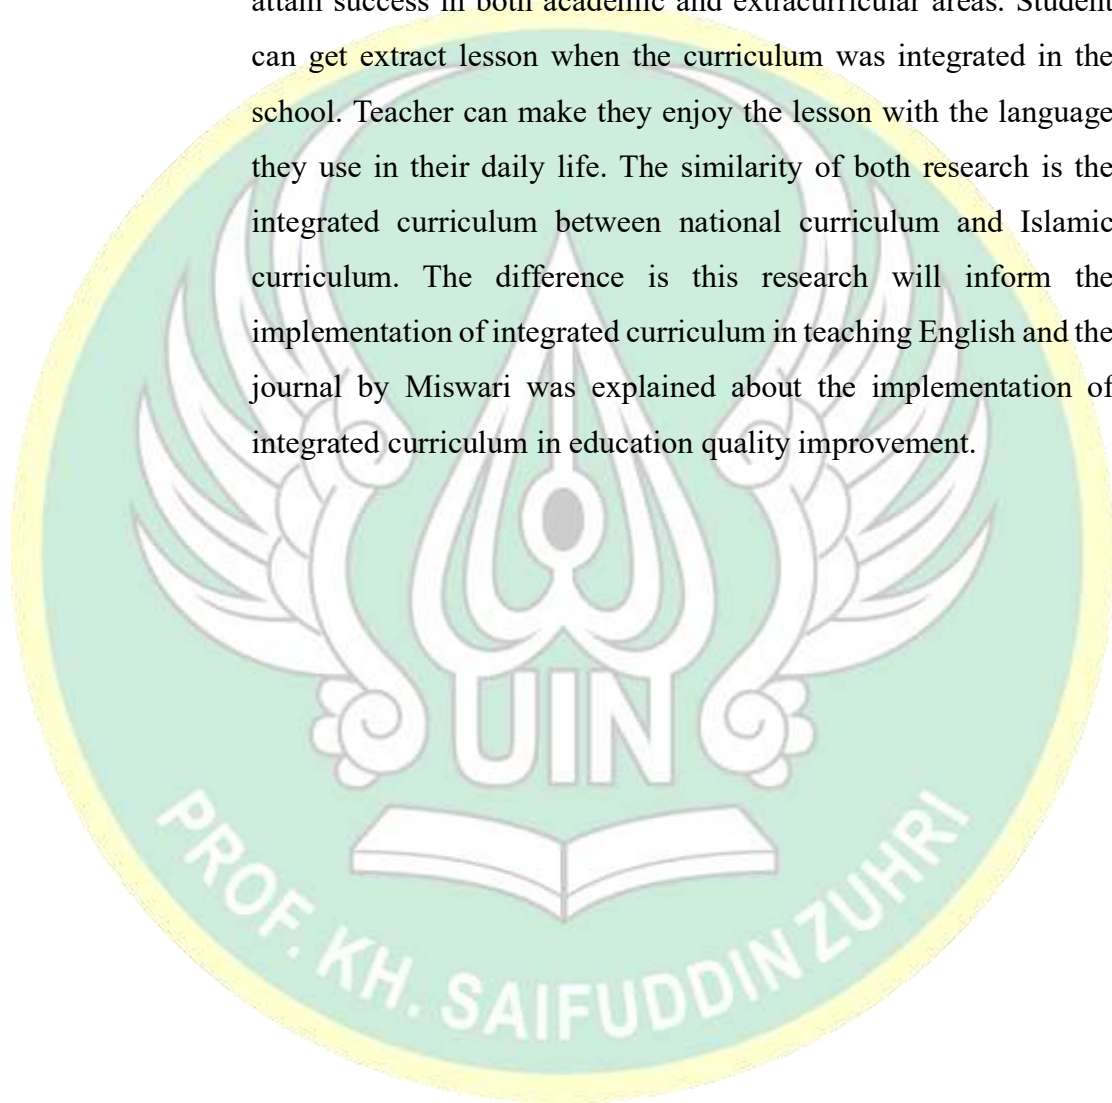 attain success in both academic and extracurricular areas. Student
can get extract lesson when the curriculum was integrated in the
school. Teacher can make they enjoy the lesson with the language
they use in their daily life. The similarity of both research is the
integrated curriculum between national curriculum and Islamic
curriculum. The difference is this research will inform the
implementation of integrated curriculum in teaching English and the
journal by Miswari was explained about the implementation of
integrated curriculum in education quality improvement.
UIN
PROF. KH. SAIFUDDIN ZUHRI